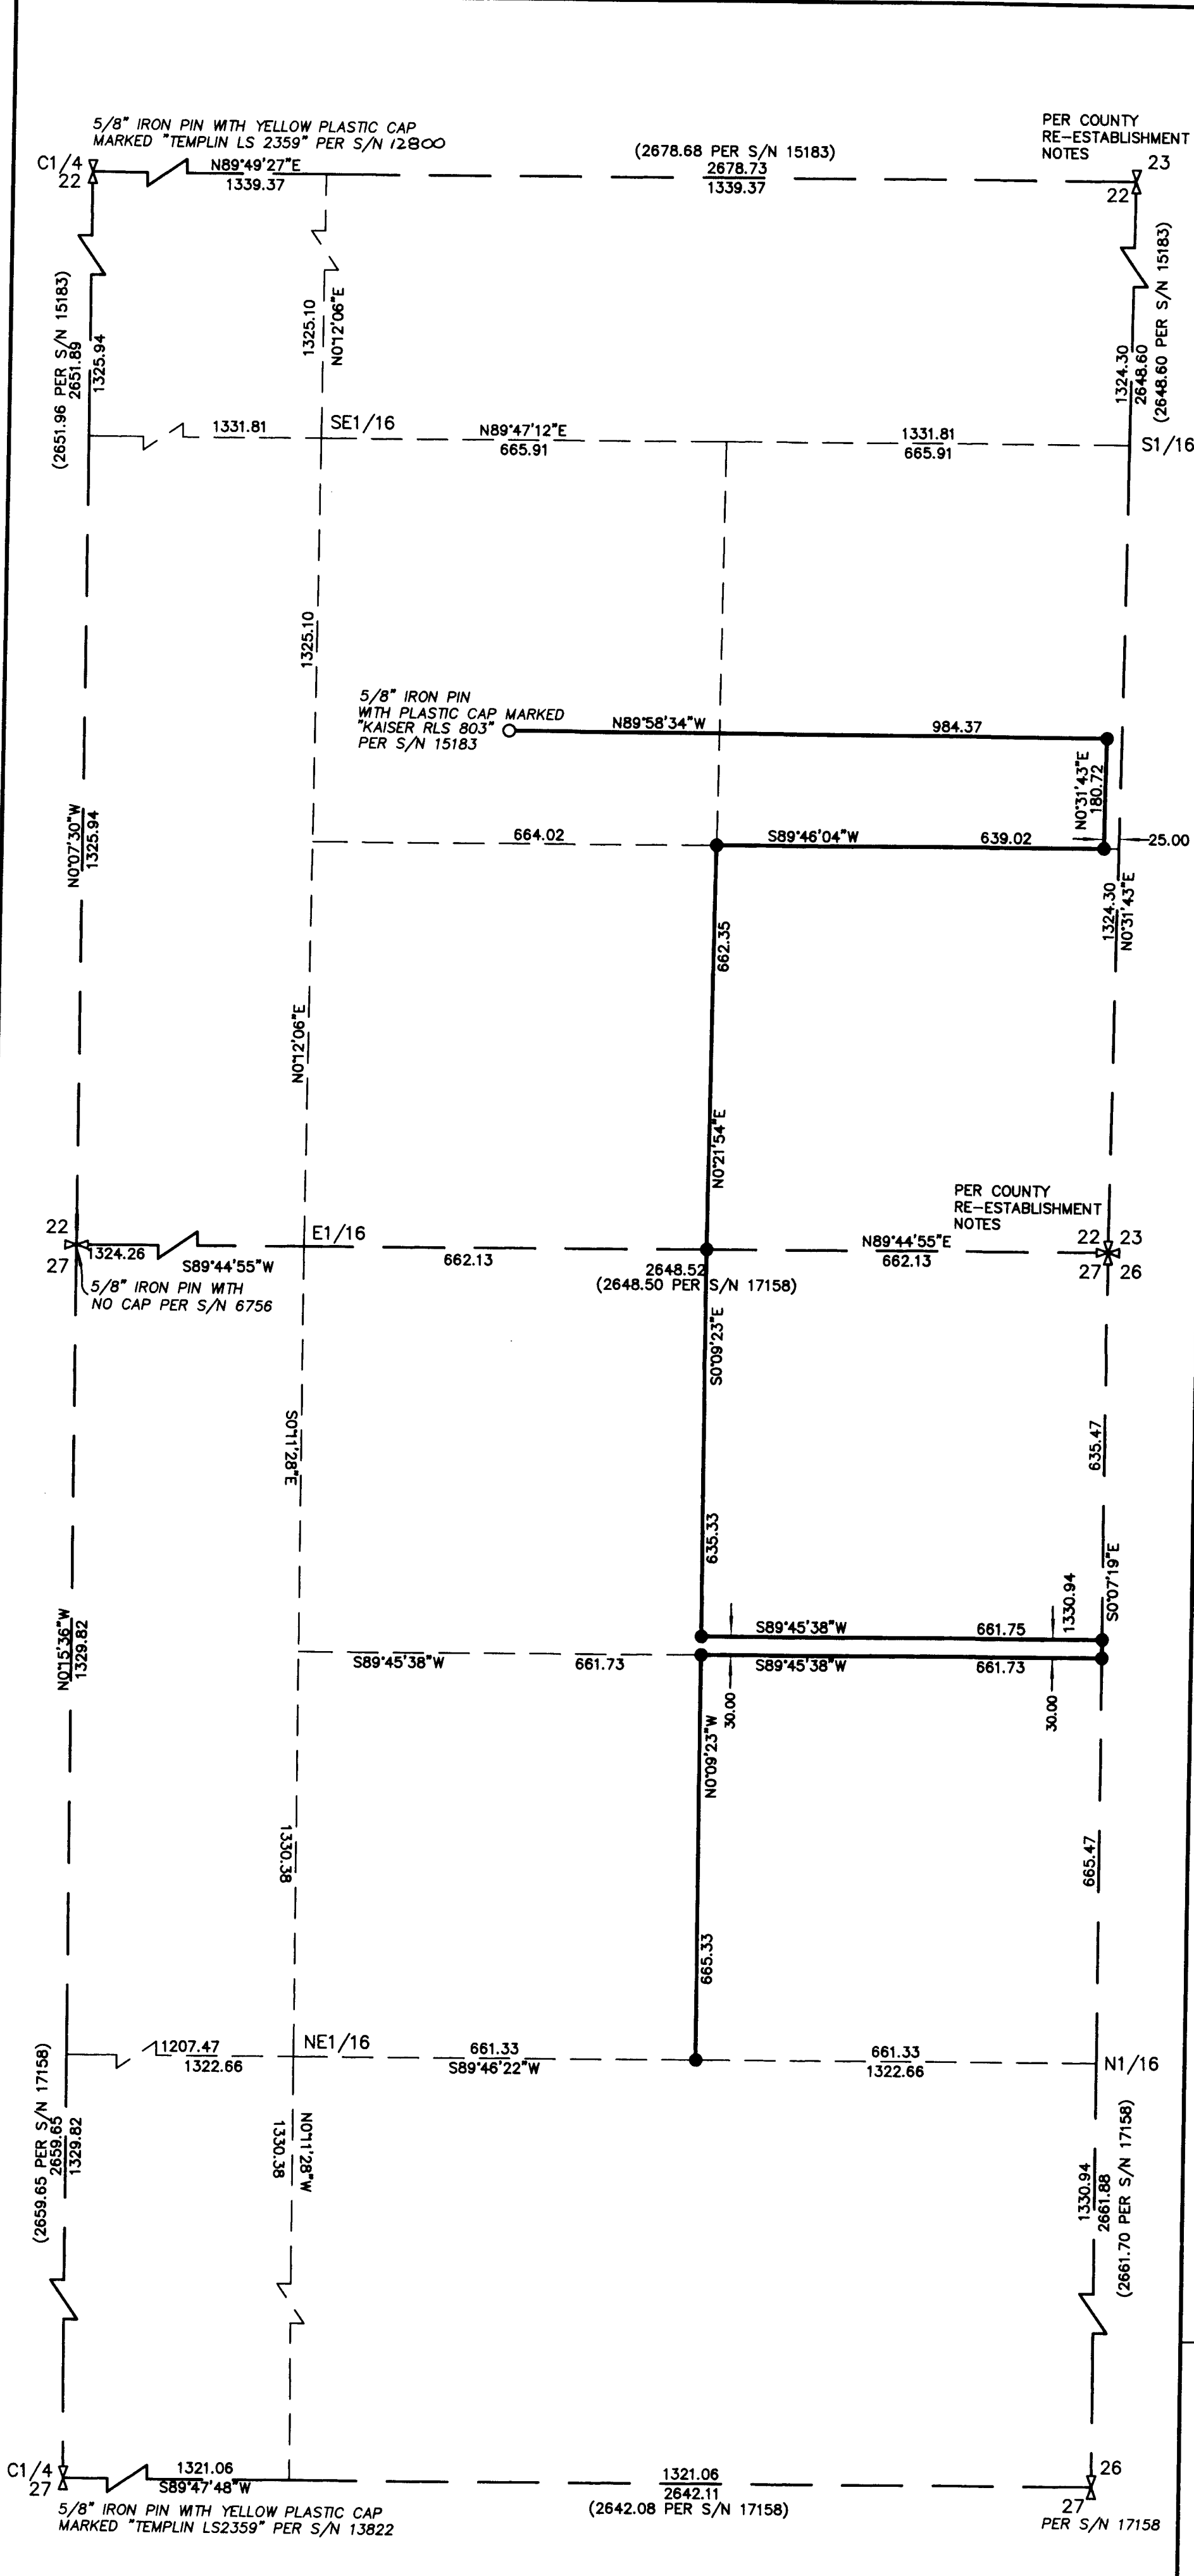 5/8" IRON PIN WITH YELLOW PLASTIC CAP
MARKED "TEMPLIN LS 2359" PER S/N 12800
PER COUNTY
RE-ESTABLISHMENT
NOTES
C1/4
22
N89°49'27"E
1339.37
(2678.68 PER S/N 15183)
2678.73
1339.37
23
22
(2651.96 PER S/N 15183)
2651.89
1325.94
1325.10
N0°12'06"E
1324.30
2648.60
(2648.60 PER S/N 15183)
1331.81
SE1/16
N89°47'12"E
665.91
1331.81
665.91
S1/16
1325.10
5/8" IRON PIN
WITH PLASTIC CAP MARKED
"KAISER RLS 803"
PER S/N 15183
N89°58'34"W
984.37
N0°31'43"E
180.72
N0°07'30"W
1325.94
664.02
S89°46'04"W
639.02
25.00
1324.30
N0°31'43"E
662.35
N0°12'06"E
N0°21'54"E
PER COUNTY
RE-ESTABLISHMENT
NOTES
22
27
1324.26
S89°44'55"W
E1/16
662.13
2648.52
(2648.50 PER S/N 17158)
N89°44'55"E
662.13
22 23
27 26
5/8" IRON PIN WITH
NO CAP PER S/N 6756
S0°09'23"E
S0°11'28"E
635.47
635.33
1330.94
S0°07'19"E
N0°15'36"W
1329.82
S89°45'38"W
661.75
S89°45'38"W
661.73
S89°45'38"W
661.73
30.00
30.00
N0°09'23"W
1330.38
665.47
665.33
1207.47
1322.66
NE1/16
661.33
S89°46'22"W
661.33
1322.66
N1/16
(2659.65 PER S/N 17158)
2659.65
1329.82
N0°11'28"W
1330.38
1330.94
2661.88
(2661.70 PER S/N 17158)
C1/4
27
1321.06
S89°47'48"W
1321.06
2642.11
(2642.08 PER S/N 17158)
26
27
5/8" IRON PIN WITH YELLOW PLASTIC CAP
MARKED "TEMPLIN LS2359" PER S/N 13822
PER S/N 17158